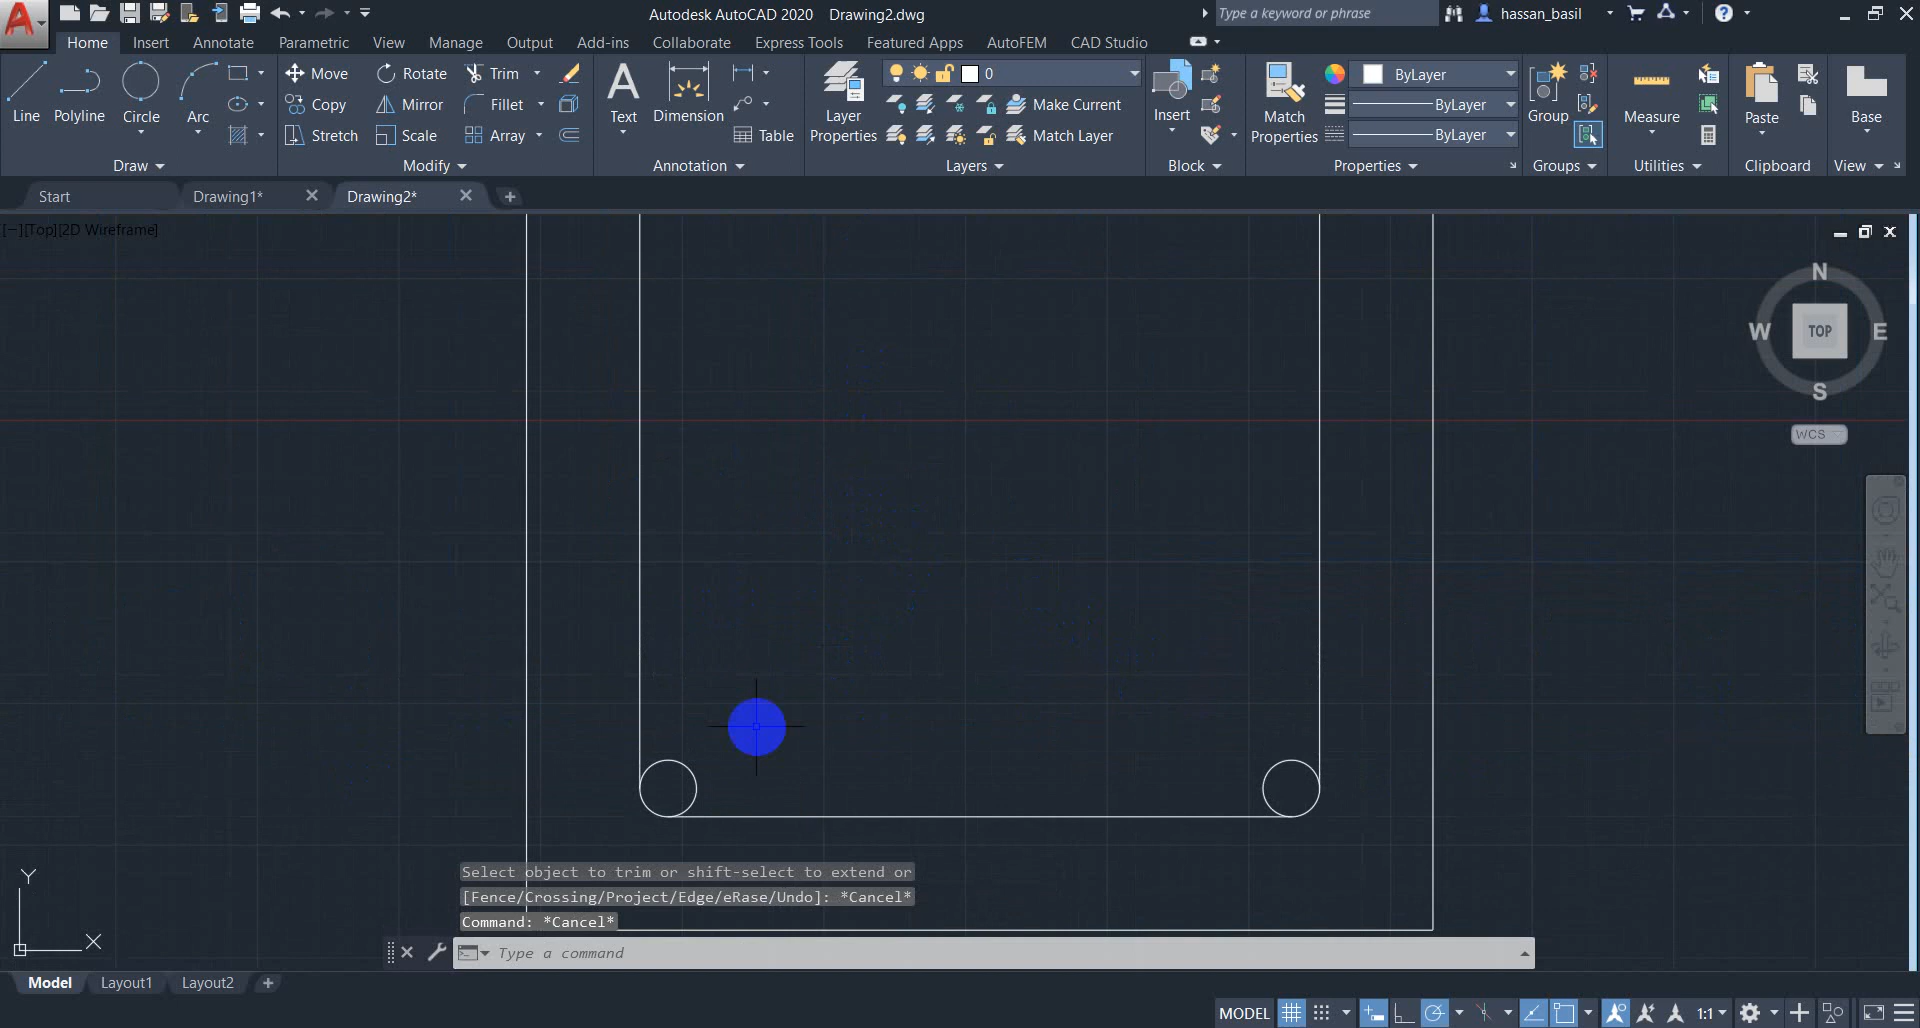 Autodesk AutoCAD 2020 Drawing2.dwg
Type a keyword or phrase
hassan_basil
Home Insert Annotate Parametric View Manage Output Add-ins Collaborate Express Tools Featured Apps AutoFEM CAD Studio
Line Polyline Circle Arc
Draw
Move Rotate Trim
Copy Mirror Fillet
Stretch Scale Array
Modify
Text Dimension Table
Annotation
Layer Properties
0
Make Current
Match Layer
Layers
Insert
Block
Match Properties
ByLayer
ByLayer
ByLayer
Properties
Group
Groups
Measure
Utilities
Paste
Clipboard
Base
View
Start Drawing1* Drawing2*
[−][Top][2D Wireframe]
N
W TOP E
S
WCS
Select object to trim or shift-select to extend or
[Fence/Crossing/Project/Edge/eRase/Undo]: *Cancel*
Command: *Cancel*
Type a command
Y
X
Model Layout1 Layout2
MODEL 1:1